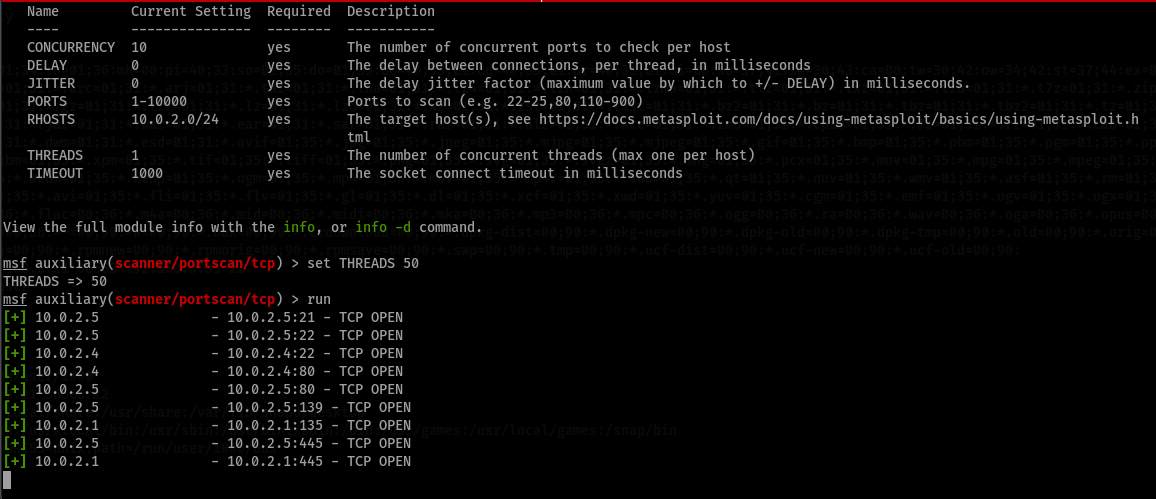 Name Current Setting Required Description
---- --------------- -------- -----------
CONCURRENCY 10 yes The number of concurrent ports to check per host
DELAY 0 yes The delay between connections, per thread, in milliseconds
JITTER 0 yes The delay jitter factor (maximum value by which to +/- DELAY) in milliseconds.
PORTS 1-10000 yes Ports to scan (e.g. 22-25,80,110-900)
RHOSTS 10.0.2.0/24 yes The target host(s), see https://docs.metasploit.com/docs/using-metasploit/basics/using-metasploit.h
tml
THREADS 1 yes The number of concurrent threads (max one per host)
TIMEOUT 1000 yes The socket connect timeout in milliseconds
View the full module info with the info, or info -d command.
msf auxiliary(scanner/portscan/tcp) > set THREADS 50
THREADS => 50
msf auxiliary(scanner/portscan/tcp) > run
[+] 10.0.2.5 - 10.0.2.5:21 - TCP OPEN
[+] 10.0.2.5 - 10.0.2.5:22 - TCP OPEN
[+] 10.0.2.4 - 10.0.2.4:22 - TCP OPEN
[+] 10.0.2.4 - 10.0.2.4:80 - TCP OPEN
[+] 10.0.2.5 - 10.0.2.5:80 - TCP OPEN
[+] 10.0.2.5 - 10.0.2.5:139 - TCP OPEN
[+] 10.0.2.1 - 10.0.2.1:135 - TCP OPEN
[+] 10.0.2.5 - 10.0.2.5:445 - TCP OPEN
[+] 10.0.2.1 - 10.0.2.1:445 - TCP OPEN